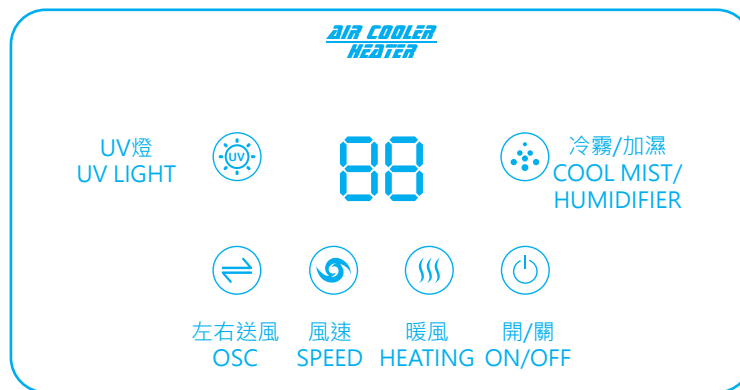 AIR COOLER
HEATER
UV燈
UV LIGHT
UV
88
冷霧/加濕
COOL MIST/
HUMIDIFIER
左右送風
OSC
風速
SPEED
暖風
HEATING
開/關
ON/OFF